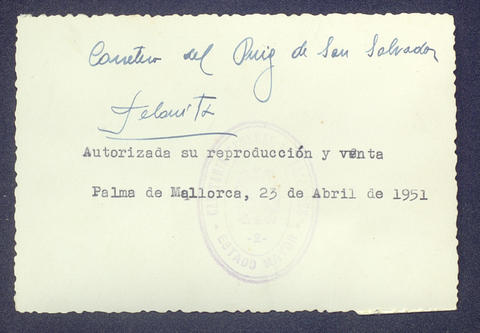 Carretera del Puig de San Salvador
Felanitx
Autorizada su reproducción y venta
Palma de Mallorca, 23 de Abril de 1951
-2-
ESTADO MAYOR